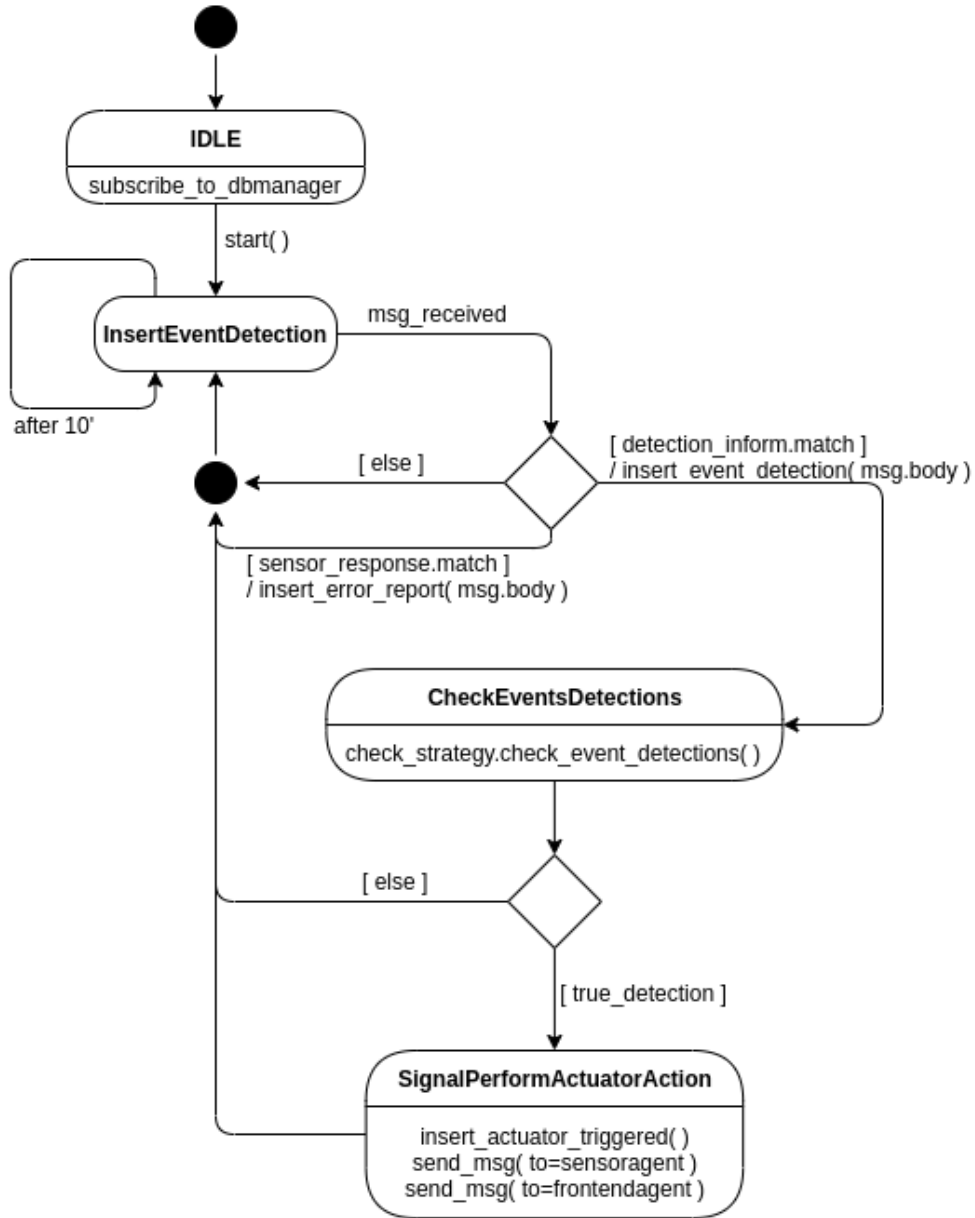 IDLE
subscribe_to_dbmanager
start( )
InsertEventDetection
msg_received
after 10'
[ else ]
[ detection_inform.match ]
/ insert_event_detection( msg.body )
[ sensor_response.match ]
/ insert_error_report( msg.body )
CheckEventsDetections
check_strategy.check_event_detections( )
[ else ]
[ true_detection ]
SignalPerformActuatorAction
insert_actuator_triggered( )
send_msg( to=sensoragent )
send_msg( to=frontendagent )